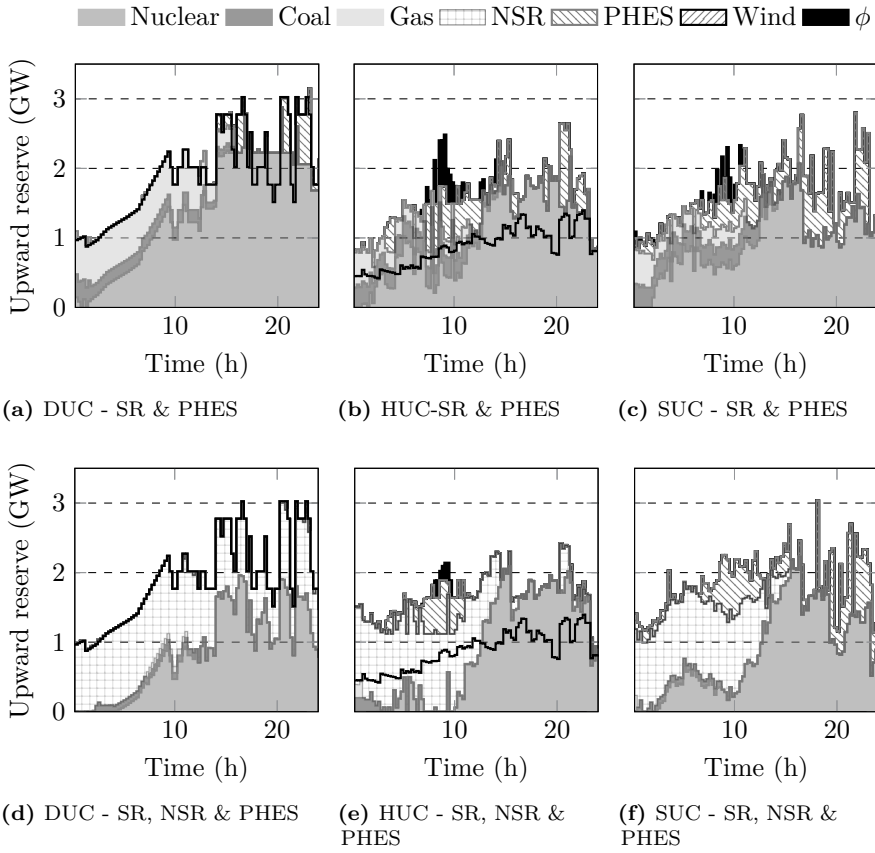 Nuclear Coal Gas NSR PHES Wind ϕ
Upward reserve (GW)
3
2
1
0
10 20
10 20
10 20
Time (h)
Time (h)
Time (h)
(a) DUC - SR & PHES
(b) HUC-SR & PHES
(c) SUC - SR & PHES
Upward reserve (GW)
3
2
1
0
10 20
10 20
10 20
Time (h)
Time (h)
Time (h)
(d) DUC - SR, NSR & PHES
(e) HUC - SR, NSR &
PHES
(f) SUC - SR, NSR &
PHES